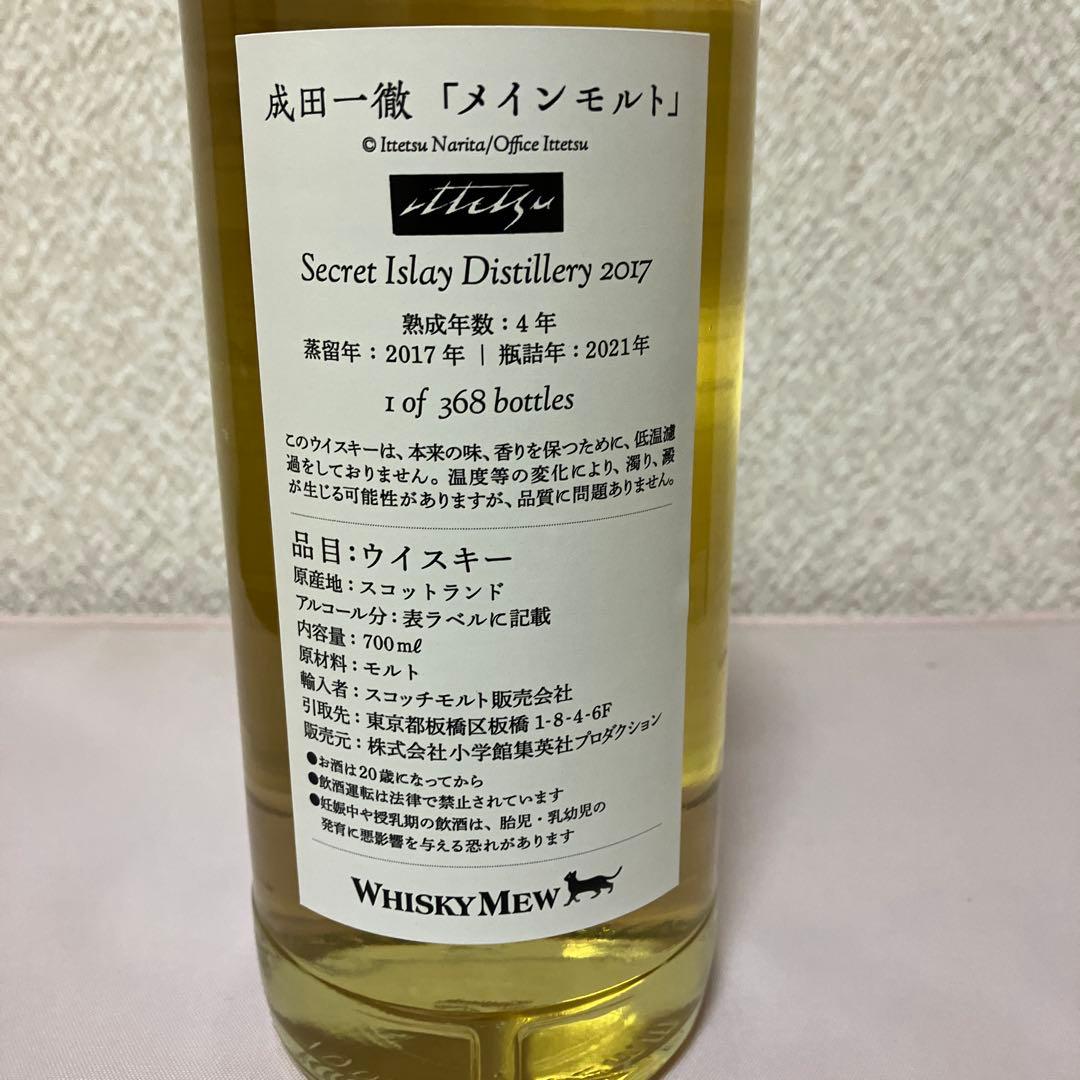 成田一徹「メインモルト」
© Ittetsu Narita/Office Ittetsu
ittetsu
Secret Islay Distillery 2017
熟成年数：4年
蒸留年：2017年 | 瓶詰年：2021年
1 of 368 bottles
このウイスキーは、本来の味、香りを保つために、低温濾
過をしておりません。温度等の変化により、濁り、澱
が生じる可能性がありますが、品質に問題ありません。
品目：ウイスキー
原産地：スコットランド
アルコール分：表ラベルに記載
内容量：700mℓ
原材料：モルト
輸入者：スコッチモルト販売会社
引取先：東京都板橋区板橋1-8-4-6F
販売元：株式会社小学館集英社プロダクション
●お酒は20歳になってから
●飲酒運転は法律で禁止されています
●妊娠中や授乳期の飲酒は、胎児・乳幼児の
発育に悪影響を与える恐れがあります
WHISKY MEW